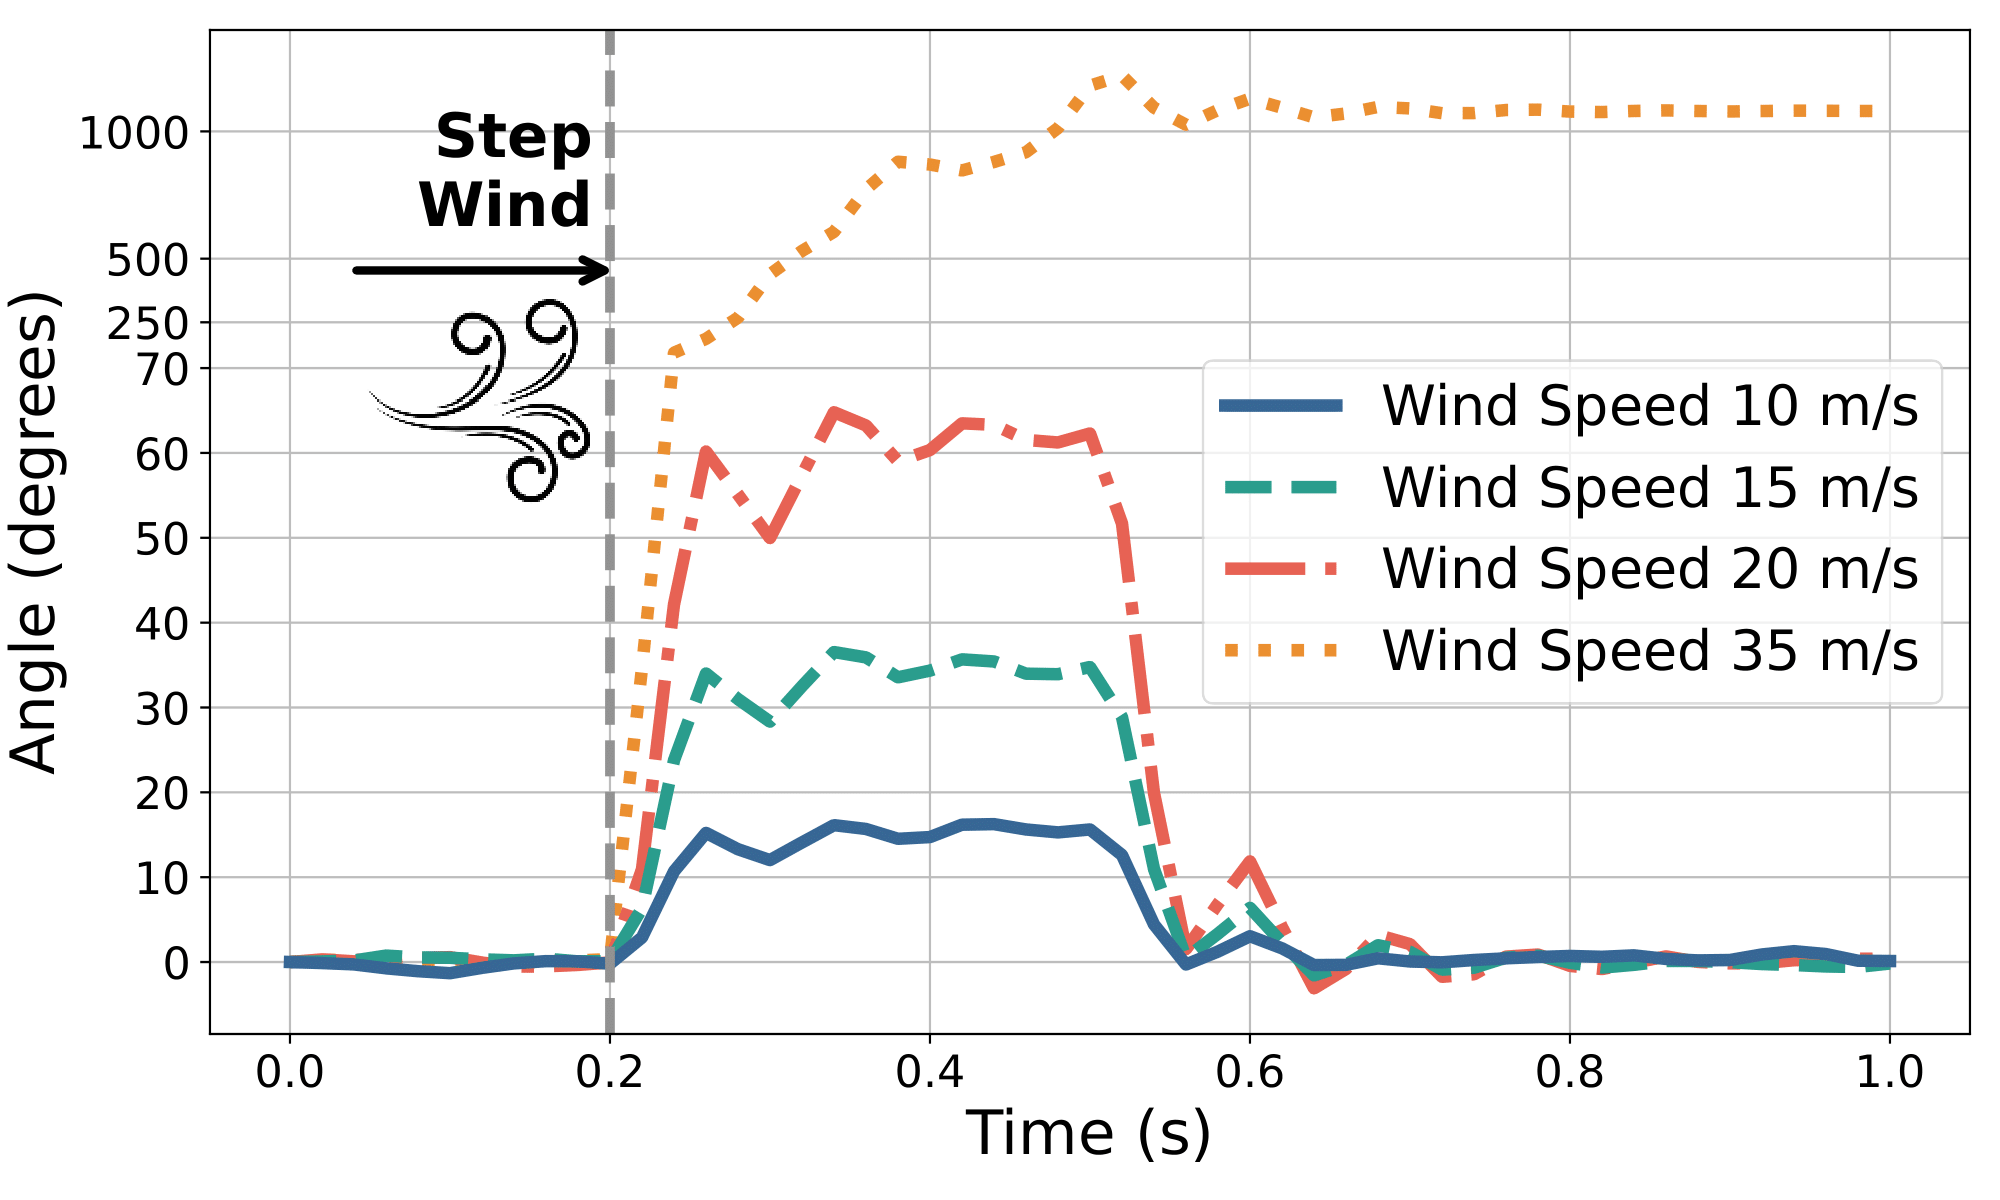 Step
Wind
1000
500
250
70
60
50
40
30
20
10
0
Angle (degrees)
Wind Speed 10 m/s
Wind Speed 15 m/s
Wind Speed 20 m/s
Wind Speed 35 m/s
0.0 0.2 0.4 0.6 0.8 1.0
Time (s)